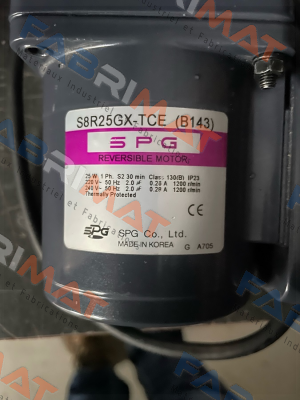 S8R25GX-TCE (B143)
SPG
REVERSIBLE MOTOR
25 W 1 Ph. S2 30 min Class 130(B) IP23
220 V~ 50 Hz 2.0 μF 0.28 A 1200 r/min
240 V~ 50 Hz 2.0 μF 0.28 A 1200 r/min
Thermally Protected
CE
SPG SPG Co., Ltd.
MADE IN KOREA
G A705
FABRIMAT